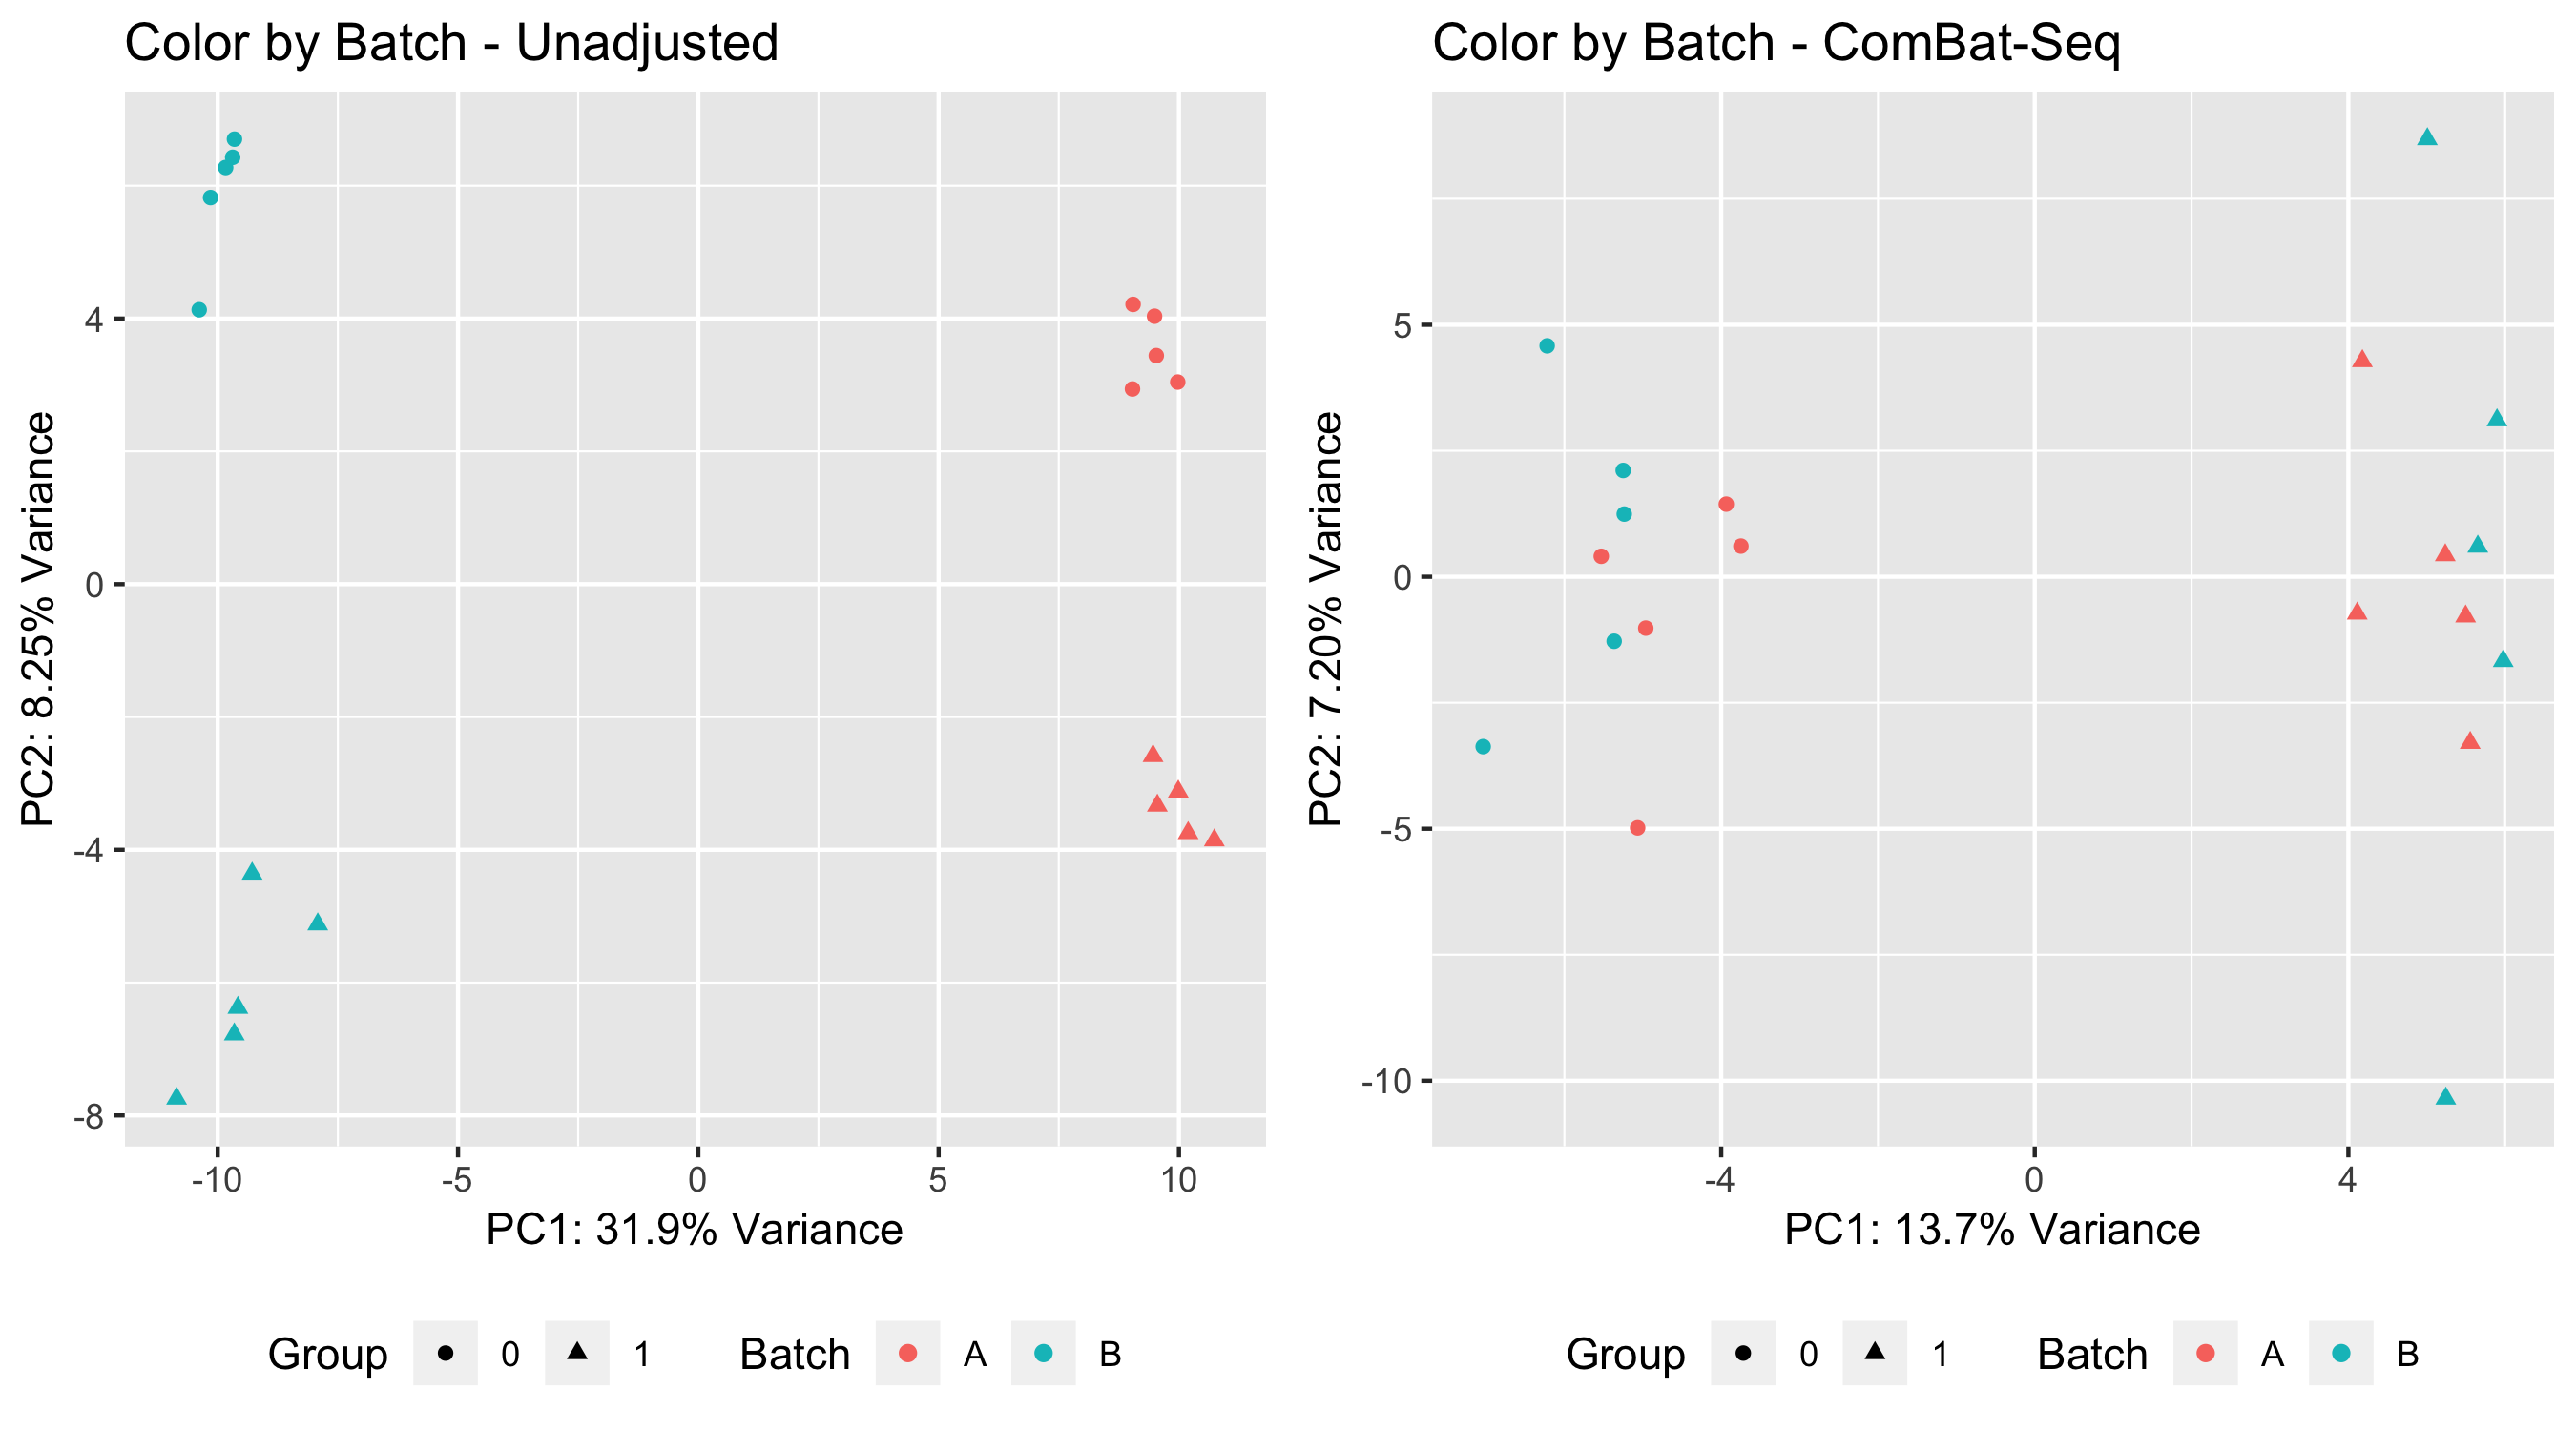 Color by Batch - Unadjusted
PC2: 8.25% Variance
4
0
-4
-8
-10
-5
0
5
10
PC1: 31.9% Variance
Group 0 1 Batch A B
Color by Batch - ComBat-Seq
PC2: 7.20% Variance
5
0
-5
-10
-4
0
4
PC1: 13.7% Variance
Group 0 1 Batch A B